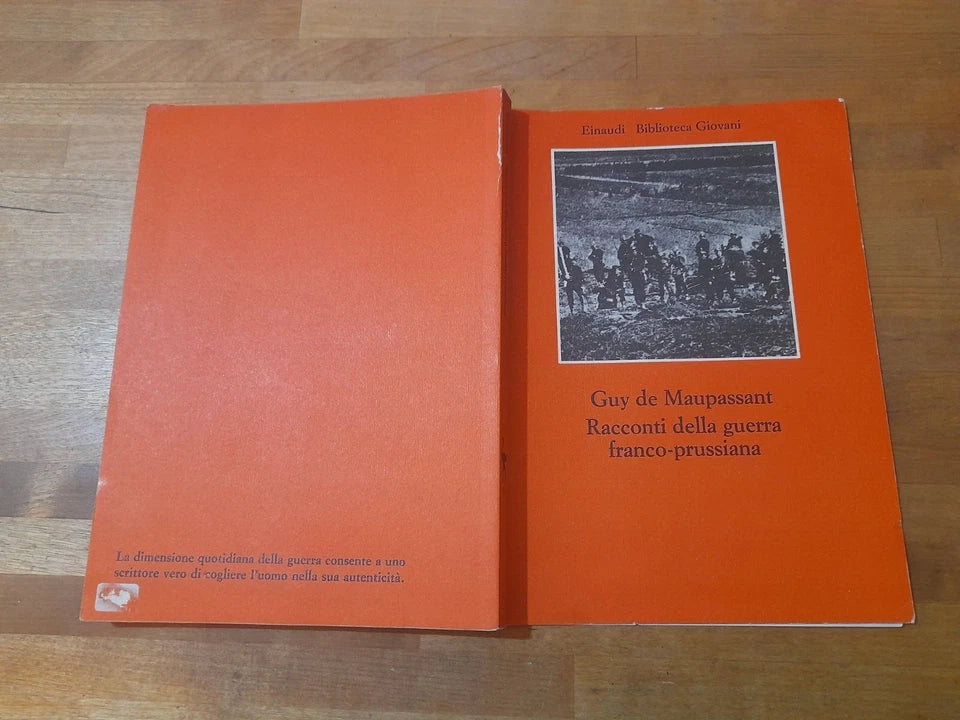 La dimensione quotidiana della guerra consente a uno
scrittore vero di cogliere l'uomo nella sua autenticità.
Einaudi Biblioteca Giovani
Guy de Maupassant
Racconti della guerra
franco-prussiana